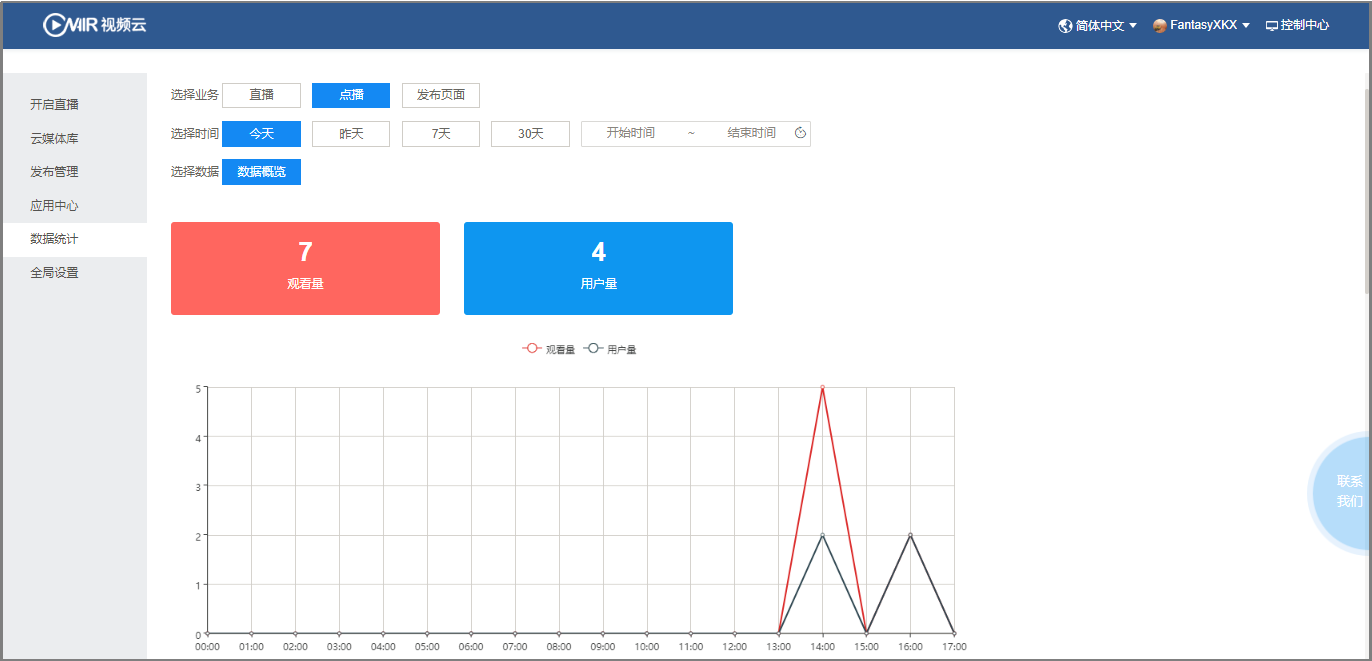 VAIR 视频云
简体中文 FantasyXKX 控制中心
开启直播
云媒体库
发布管理
应用中心
数据统计
全局设置
选择业务 直播 点播 发布页面
选择时间 今天 昨天 7天 30天 开始时间 ~ 结束时间
选择数据 数据概览
7
观看量
4
用户量
观看量 用户量
5
4
3
2
1
0
00:00 01:00 02:00 03:00 04:00 05:00 06:00 07:00 08:00 09:00 10:00 11:00 12:00 13:00 14:00 15:00 16:00 17:00
联系
我们